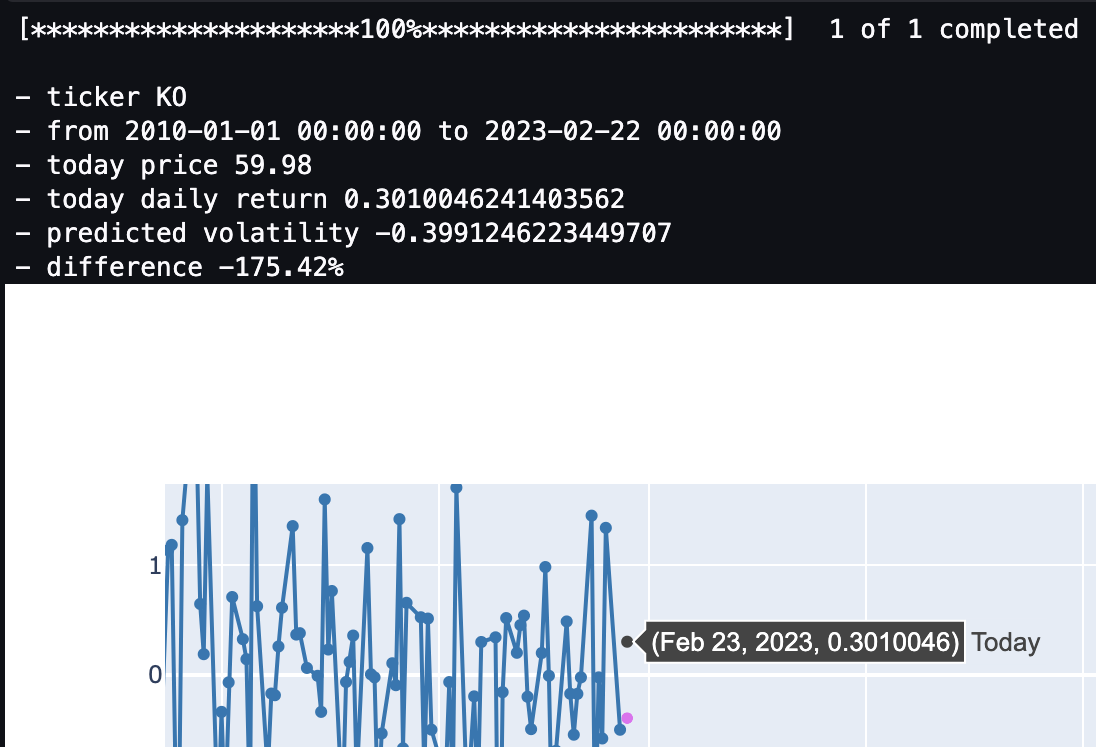 [*********************100%***********************]  1 of 1 completed
- ticker KO
- from 2010-01-01 00:00:00 to 2023-02-22 00:00:00
- today price 59.98
- today daily return 0.3010046241403562
- predicted volatility -0.3991246223449707
- difference -175.42%
1
(Feb 23, 2023, 0.3010046) Today
0